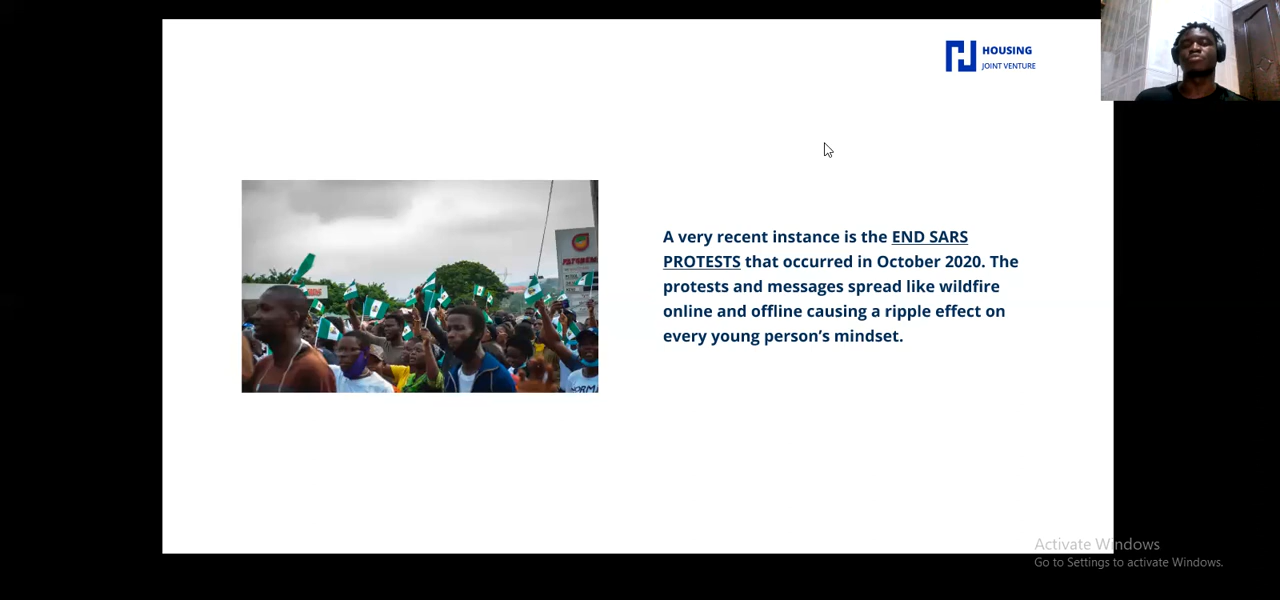 HOUSING
JOINT VENTURE
A very recent instance is the END SARS
PROTESTS that occurred in October 2020. The
protests and messages spread like wildfire
online and offline causing a ripple effect on
every young person’s mindset.
Activate Windows
Go to Settings to activate Windows.